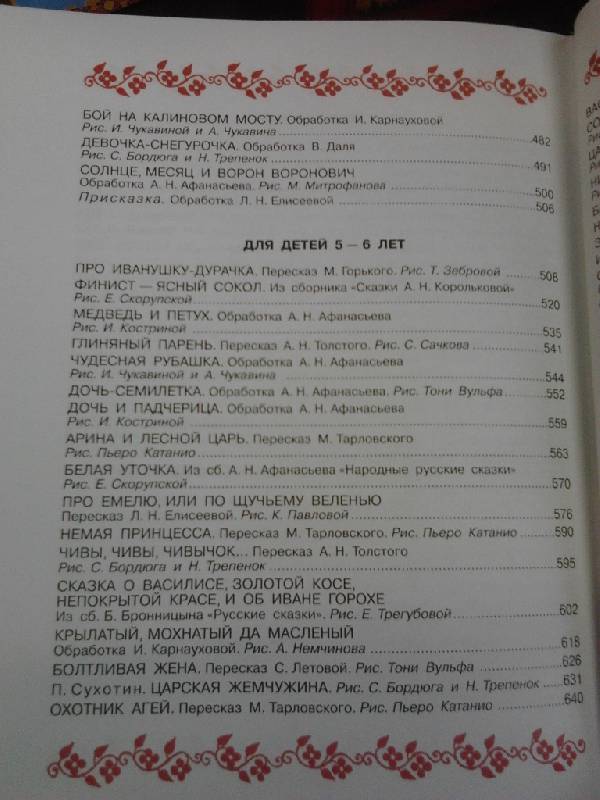 БОЙ НА КАЛИНОВОМ МОСТУ. Обработка И. Карнауховой
Рис. И. Чукавиной и А. Чукавина 482
ДЕВОЧКА-СНЕГУРОЧКА. Обработка В. Даля
Рис. С. Бордюга и Н. Трепенок 491
СОЛНЦЕ, МЕСЯЦ И ВОРОН ВОРОНОВИЧ
Обработка А. Н. Афанасьева. Рис. М. Митрофанова 500
Присказка. Обработка Л. Н. Елисеевой 506
ДЛЯ ДЕТЕЙ 5 — 6 ЛЕТ
ПРО ИВАНУШКУ-ДУРАЧКА. Пересказ М. Горького. Рис. Т. Зебровой 508
ФИНИСТ — ЯСНЫЙ СОКОЛ. Из сборника «Сказки А. Н. Корольковой»
Рис. Е. Скорупской 520
МЕДВЕДЬ И ПЕТУХ. Обработка А. Н. Афанасьева
Рис. И. Костриной 535
ГЛИНЯНЫЙ ПАРЕНЬ. Пересказ А. Н. Толстого. Рис. С. Сачкова 541
ЧУДЕСНАЯ РУБАШКА. Обработка А. Н. Афанасьева
Рис. И. Чукавиной и А. Чукавина 544
ДОЧЬ-СЕМИЛЕТКА. Обработка А. Н. Афанасьева. Рис. Тони Вульфа 552
ДОЧЬ И ПАДЧЕРИЦА. Обработка А. Н. Афанасьева
Рис. И. Костриной 559
АРИНА И ЛЕСНОЙ ЦАРЬ. Пересказ М. Тарловского
Рис. Пьеро Катанио 563
БЕЛАЯ УТОЧКА. Из сб. А. Н. Афанасьева «Народные русские сказки»
Рис. Е. Скорупской 570
ПРО ЕМЕЛЮ, ИЛИ ПО ЩУЧЬЕМУ ВЕЛЕНЬЮ
Пересказ Л. Н. Елисеевой. Рис. К. Павловой 576
НЕМАЯ ПРИНЦЕССА. Пересказ М. Тарловского. Рис. Пьеро Катанио 590
ЧИВЫ, ЧИВЫ, ЧИВЫЧОК... Пересказ А. Н. Толстого
Рис. С. Бордюга и Н. Трепенок 595
СКАЗКА О ВАСИЛИСЕ, ЗОЛОТОЙ КОСЕ,
НЕПОКРЫТОЙ КРАСЕ, И ОБ ИВАНЕ ГОРОХЕ
Из сб. Б. Бронницына «Русские сказки». Рис. Е. Трегубовой 602
КРЫЛАТЫЙ, МОХНАТЫЙ ДА МАСЛЕНЫЙ
Обработка И. Карнауховой. Рис. А. Немчинова 618
БОЛТЛИВАЯ ЖЕНА. Пересказ С. Летовой. Рис. Тони Вульфа 626
П. Сухотин. ЦАРСКАЯ ЖЕМЧУЖИНА. Рис. С. Бордюга и Н. Трепенок 631
ОХОТНИК АГЕЙ. Пересказ М. Тарловского. Рис. Пьеро Катанио 640